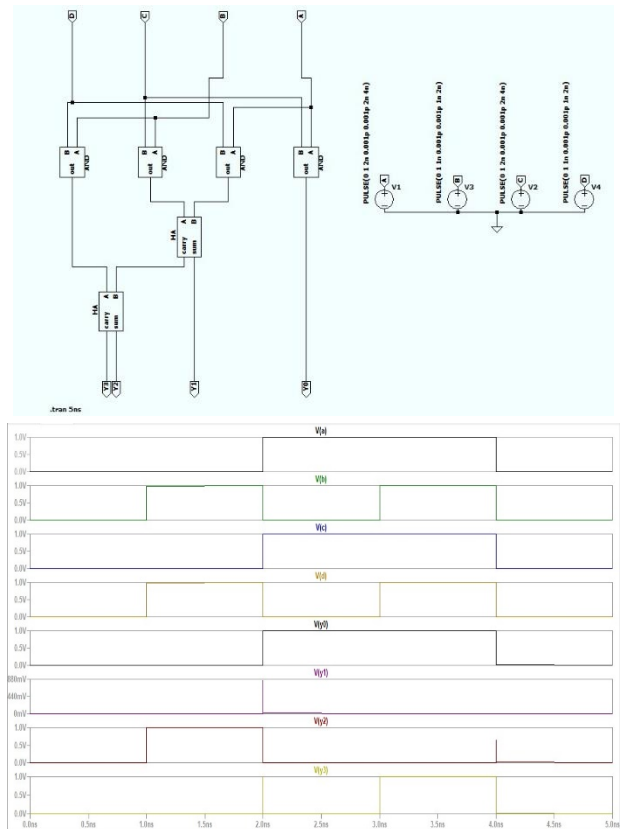 D C B A
PULSE(0 1 2n 0.001p 0.001p 2n 4n)
PULSE(0 1 1n 0.001p 0.001p 1n 2n)
PULSE(0 1 2n 0.001p 0.001p 2n 4n)
PULSE(0 1 1n 0.001p 0.001p 1n 2n)
A V1
B V3
C V2
D V4
B A
out
AND
B A
out
AND
B A
out
AND
B A
out
AND
A B
HA
carry
sum
A B
HA
carry
sum
Y3 Y2 Y1 Y0
.tran 5ns
V(a)
1.0V
0.5V
0.0V
V(b)
1.0V
0.5V
0.0V
V(c)
1.0V
0.5V
0.0V
V(d)
1.0V
0.5V
0.0V
V(y0)
1.0V
0.5V
0.0V
V(y1)
880mV
440mV
0mV
V(y2)
1.0V
0.5V
0.0V
V(y3)
1.0V
0.5V
0.0V
0.0ns 0.5ns 1.0ns 1.5ns 2.0ns 2.5ns 3.0ns 3.5ns 4.0ns 4.5ns 5.0ns